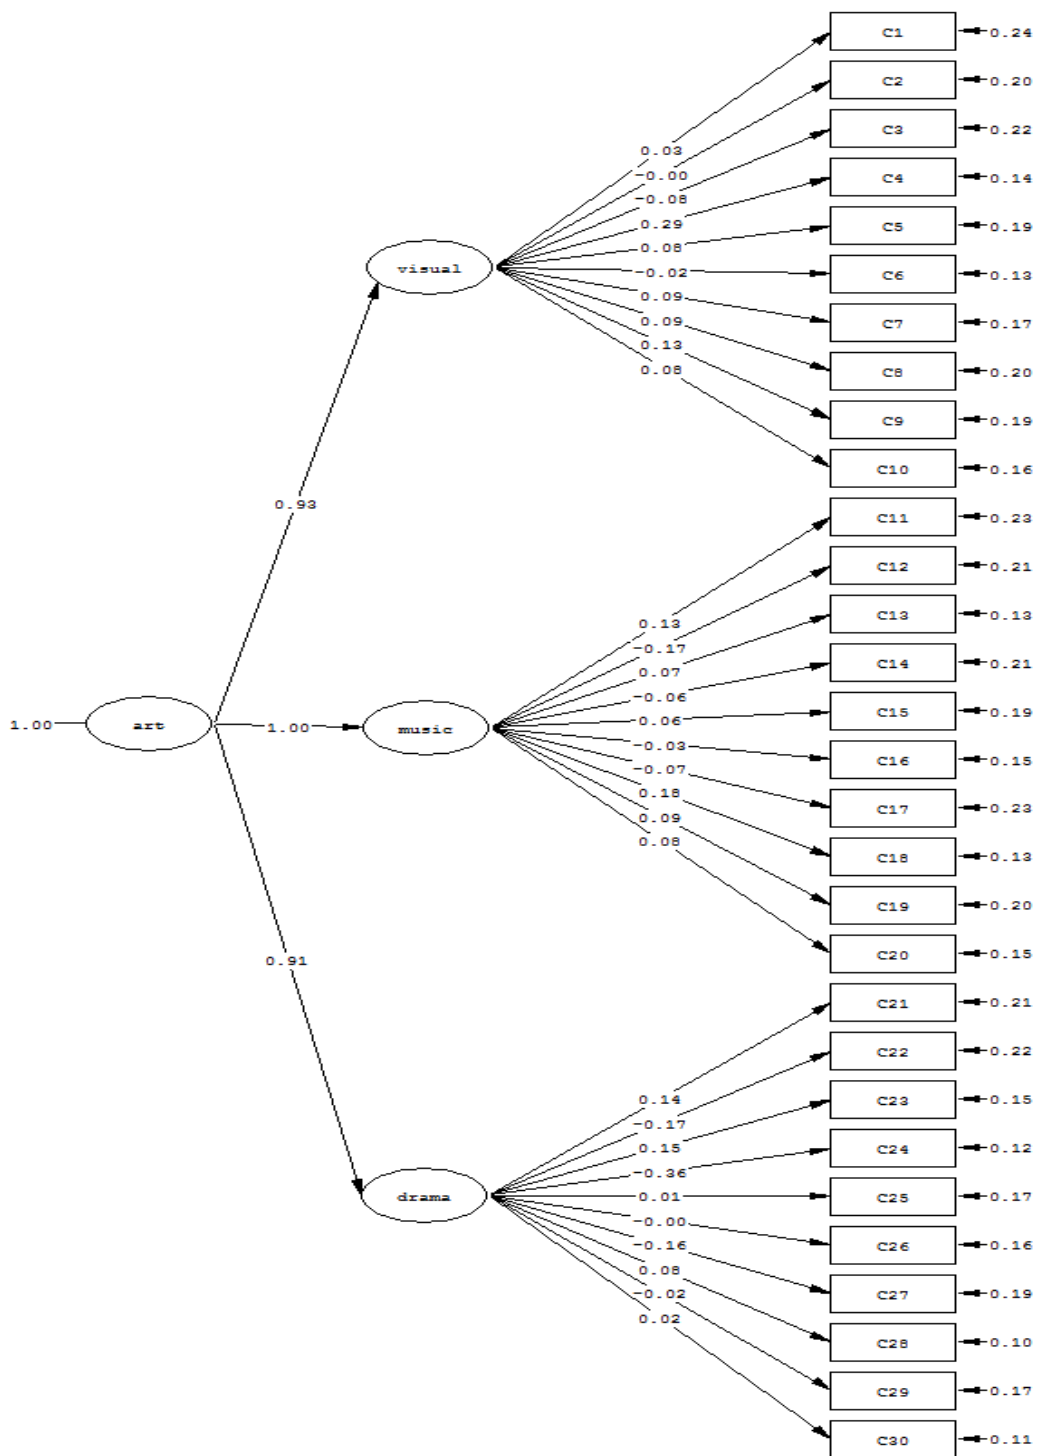 C1 0.24
C2 0.20
C3 0.22
0.03
-0.00
C4 0.14
-0.08
0.29
C5 0.19
0.08
visual
-0.02
C6 0.13
0.09
0.09
C7 0.17
0.13
0.08
C8 0.20
C9 0.19
C10 0.16
0.93
C11 0.23
C12 0.21
C13 0.13
0.13
-0.17
C14 0.21
0.07
-0.06
C15 0.19
0.06
1.00 art 1.00 music
-0.03
C16 0.15
-0.07
0.18
C17 0.23
0.09
0.08
C18 0.13
C19 0.20
C20 0.15
0.91
C21 0.21
C22 0.22
C23 0.15
0.14
-0.17
C24 0.12
0.15
-0.36
drama 0.01 C25 0.17
-0.00
C26 0.16
-0.16
0.08
C27 0.19
-0.02
0.02
C28 0.10
C29 0.17
C30 0.11